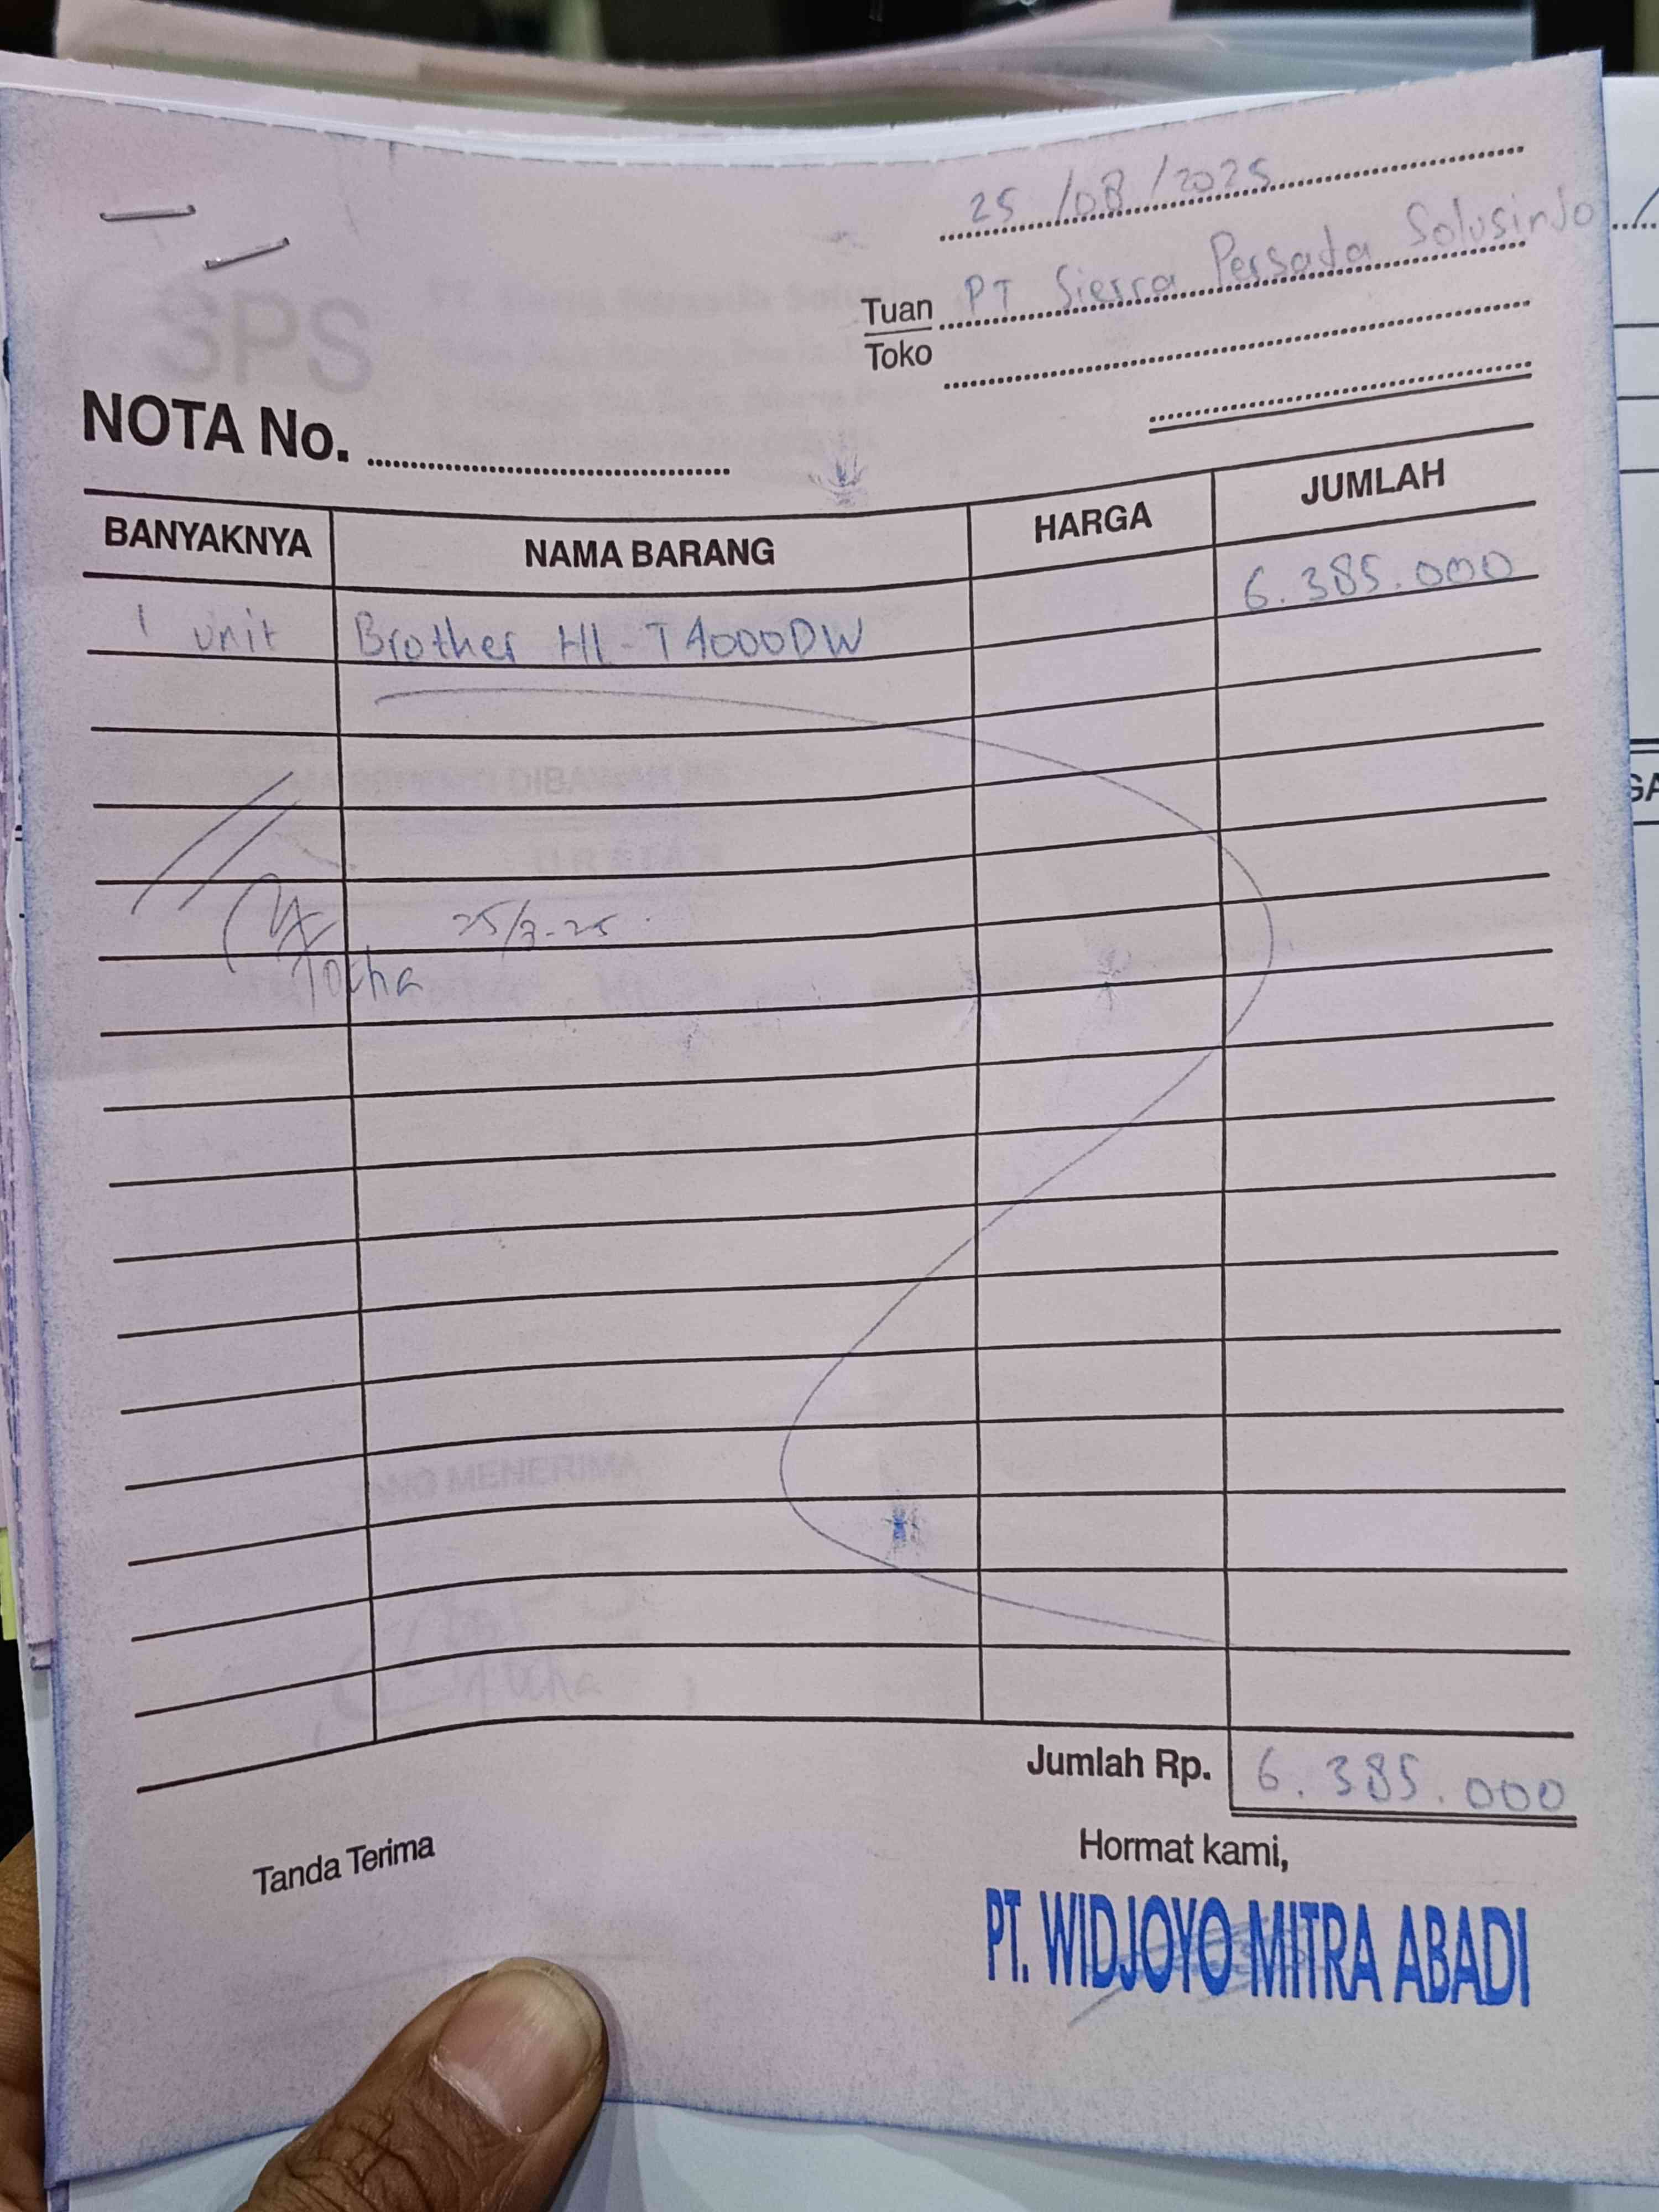 25/08/2025
Tuan PT Sierra Persada Solusindo
Toko
SPS
NOTA No.
BANYAKNYA NAMA BARANG HARGA JUMLAH
1 unit Brother HL-T4000DW 6.385.000
25/8-25.
Jumlah Rp. 6.385.000
Tanda Terima Hormat kami,
PT. WIDJOYO MITRA ABADI